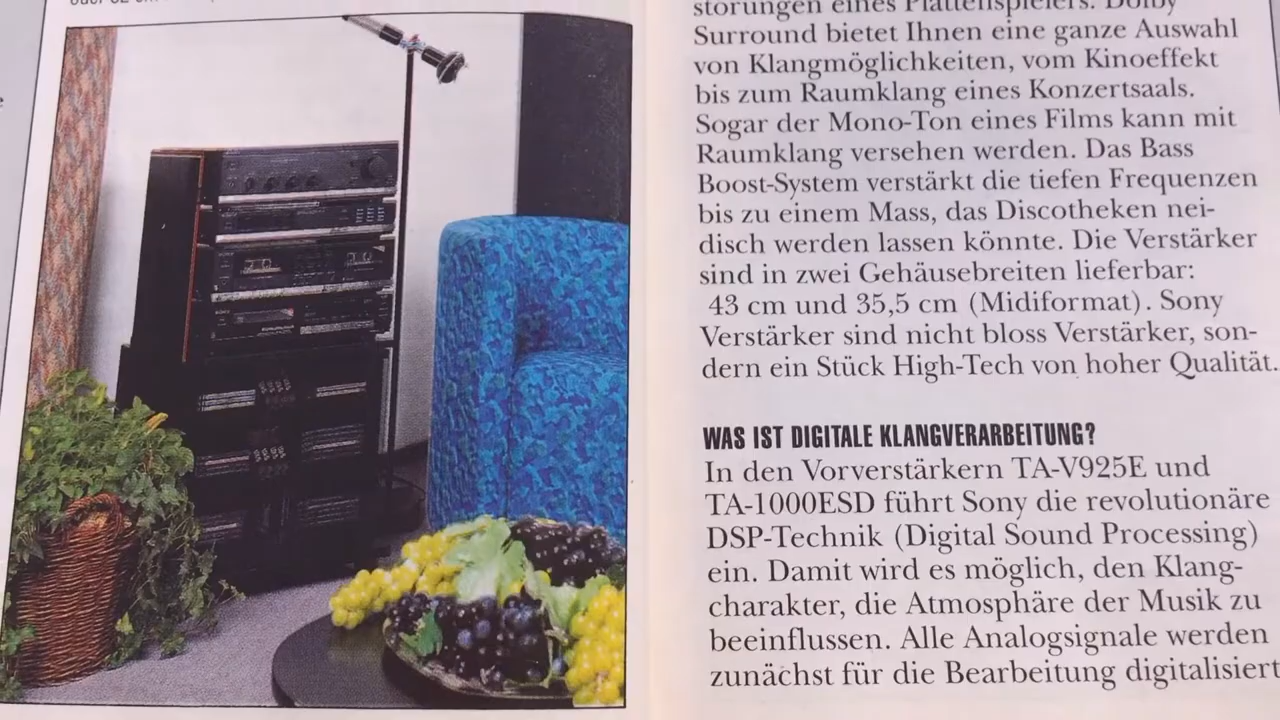 störungen eines Plattenspielers. Dolby
Surround bietet Ihnen eine ganze Auswahl
von Klangmöglichkeiten, vom Kinoeffekt
bis zum Raumklang eines Konzertsaals.
Sogar der Mono-Ton eines Films kann mit
Raumklang versehen werden. Das Bass
Boost-System verstärkt die tiefen Frequenzen
bis zu einem Mass, das Discotheken nei-
disch werden lassen könnte. Die Verstärker
sind in zwei Gehäusebreiten lieferbar:
43 cm und 35,5 cm (Midiformat). Sony
Verstärker sind nicht bloss Verstärker, son-
dern ein Stück High-Tech von hoher Qualität.
WAS IST DIGITALE KLANGVERARBEITUNG?
In den Vorverstärkern TA-V925E und
TA-1000ESD führt Sony die revolutionäre
DSP-Technik (Digital Sound Processing)
ein. Damit wird es möglich, den Klang-
charakter, die Atmosphäre der Musik zu
beeinflussen. Alle Analogsignale werden
zunächst für die Bearbeitung digitalisiert